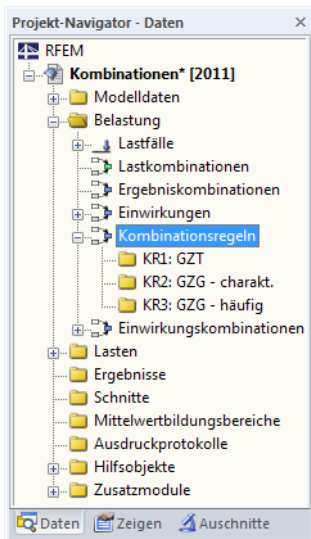 Projekt-Navigator - Daten
RFEM
Kombinationen* [2011]
Modelldaten
Belastung
Lastfälle
Lastkombinationen
Ergebniskombinationen
Einwirkungen
Kombinationsregeln
KR1: GZT
KR2: GZG - charakt.
KR3: GZG - häufig
Einwirkungskombinationen
Lasten
Ergebnisse
Schnitte
Mittelwertbildungsbereiche
Ausdruckprotokolle
Hilfsobjekte
Zusatzmodule
Daten Zeigen Auschnitte